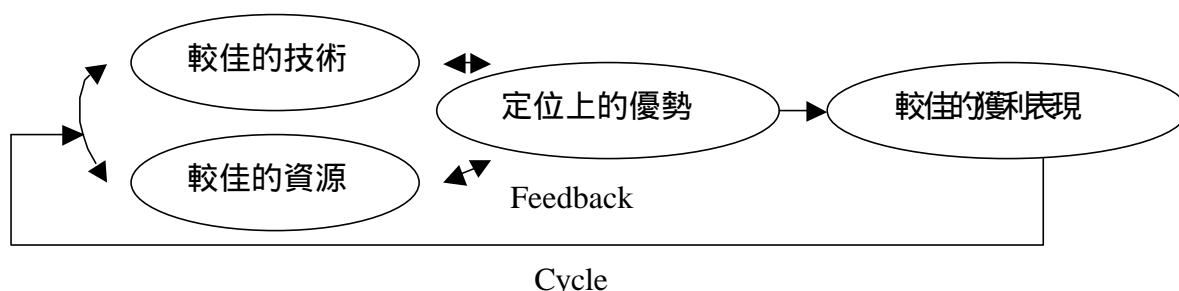 較佳的技術
定位上的優勢
較佳的獲利表現
較佳的資源
Feedback
Cycle